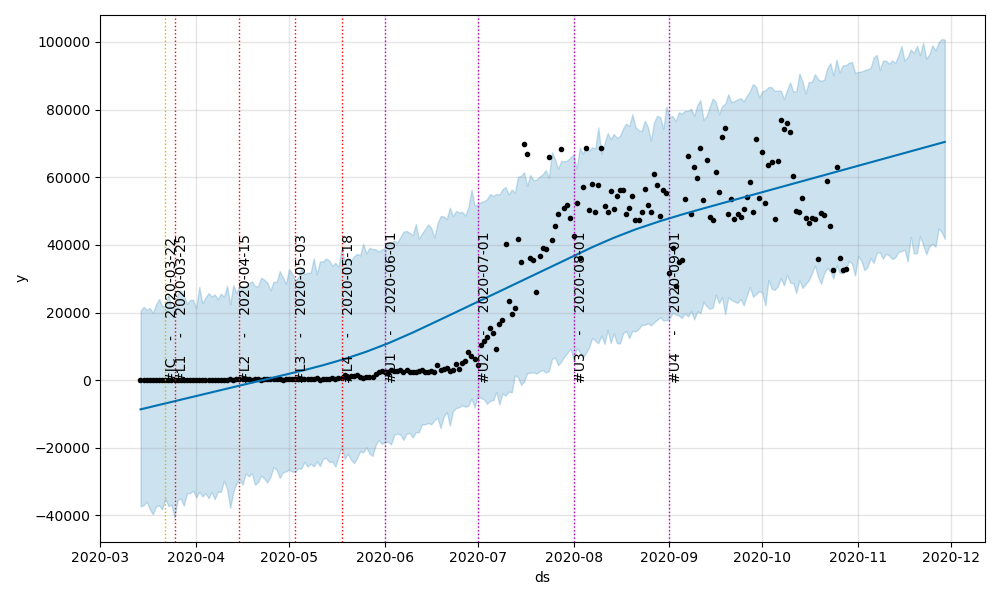 100000
80000
60000
40000
20000
0
−20000
−40000
y
#JC - 2020-03-22
#L1 - 2020-03-25
#L2 - 2020-04-15
#L3 - 2020-05-03
#L4 - 2020-05-18
#U1 - 2020-06-01
#U2 - 2020-07-01
#U3 - 2020-08-01
#U4 - 2020-09-01
2020-03
2020-04
2020-05
2020-06
2020-07
2020-08
2020-09
2020-10
2020-11
2020-12
ds